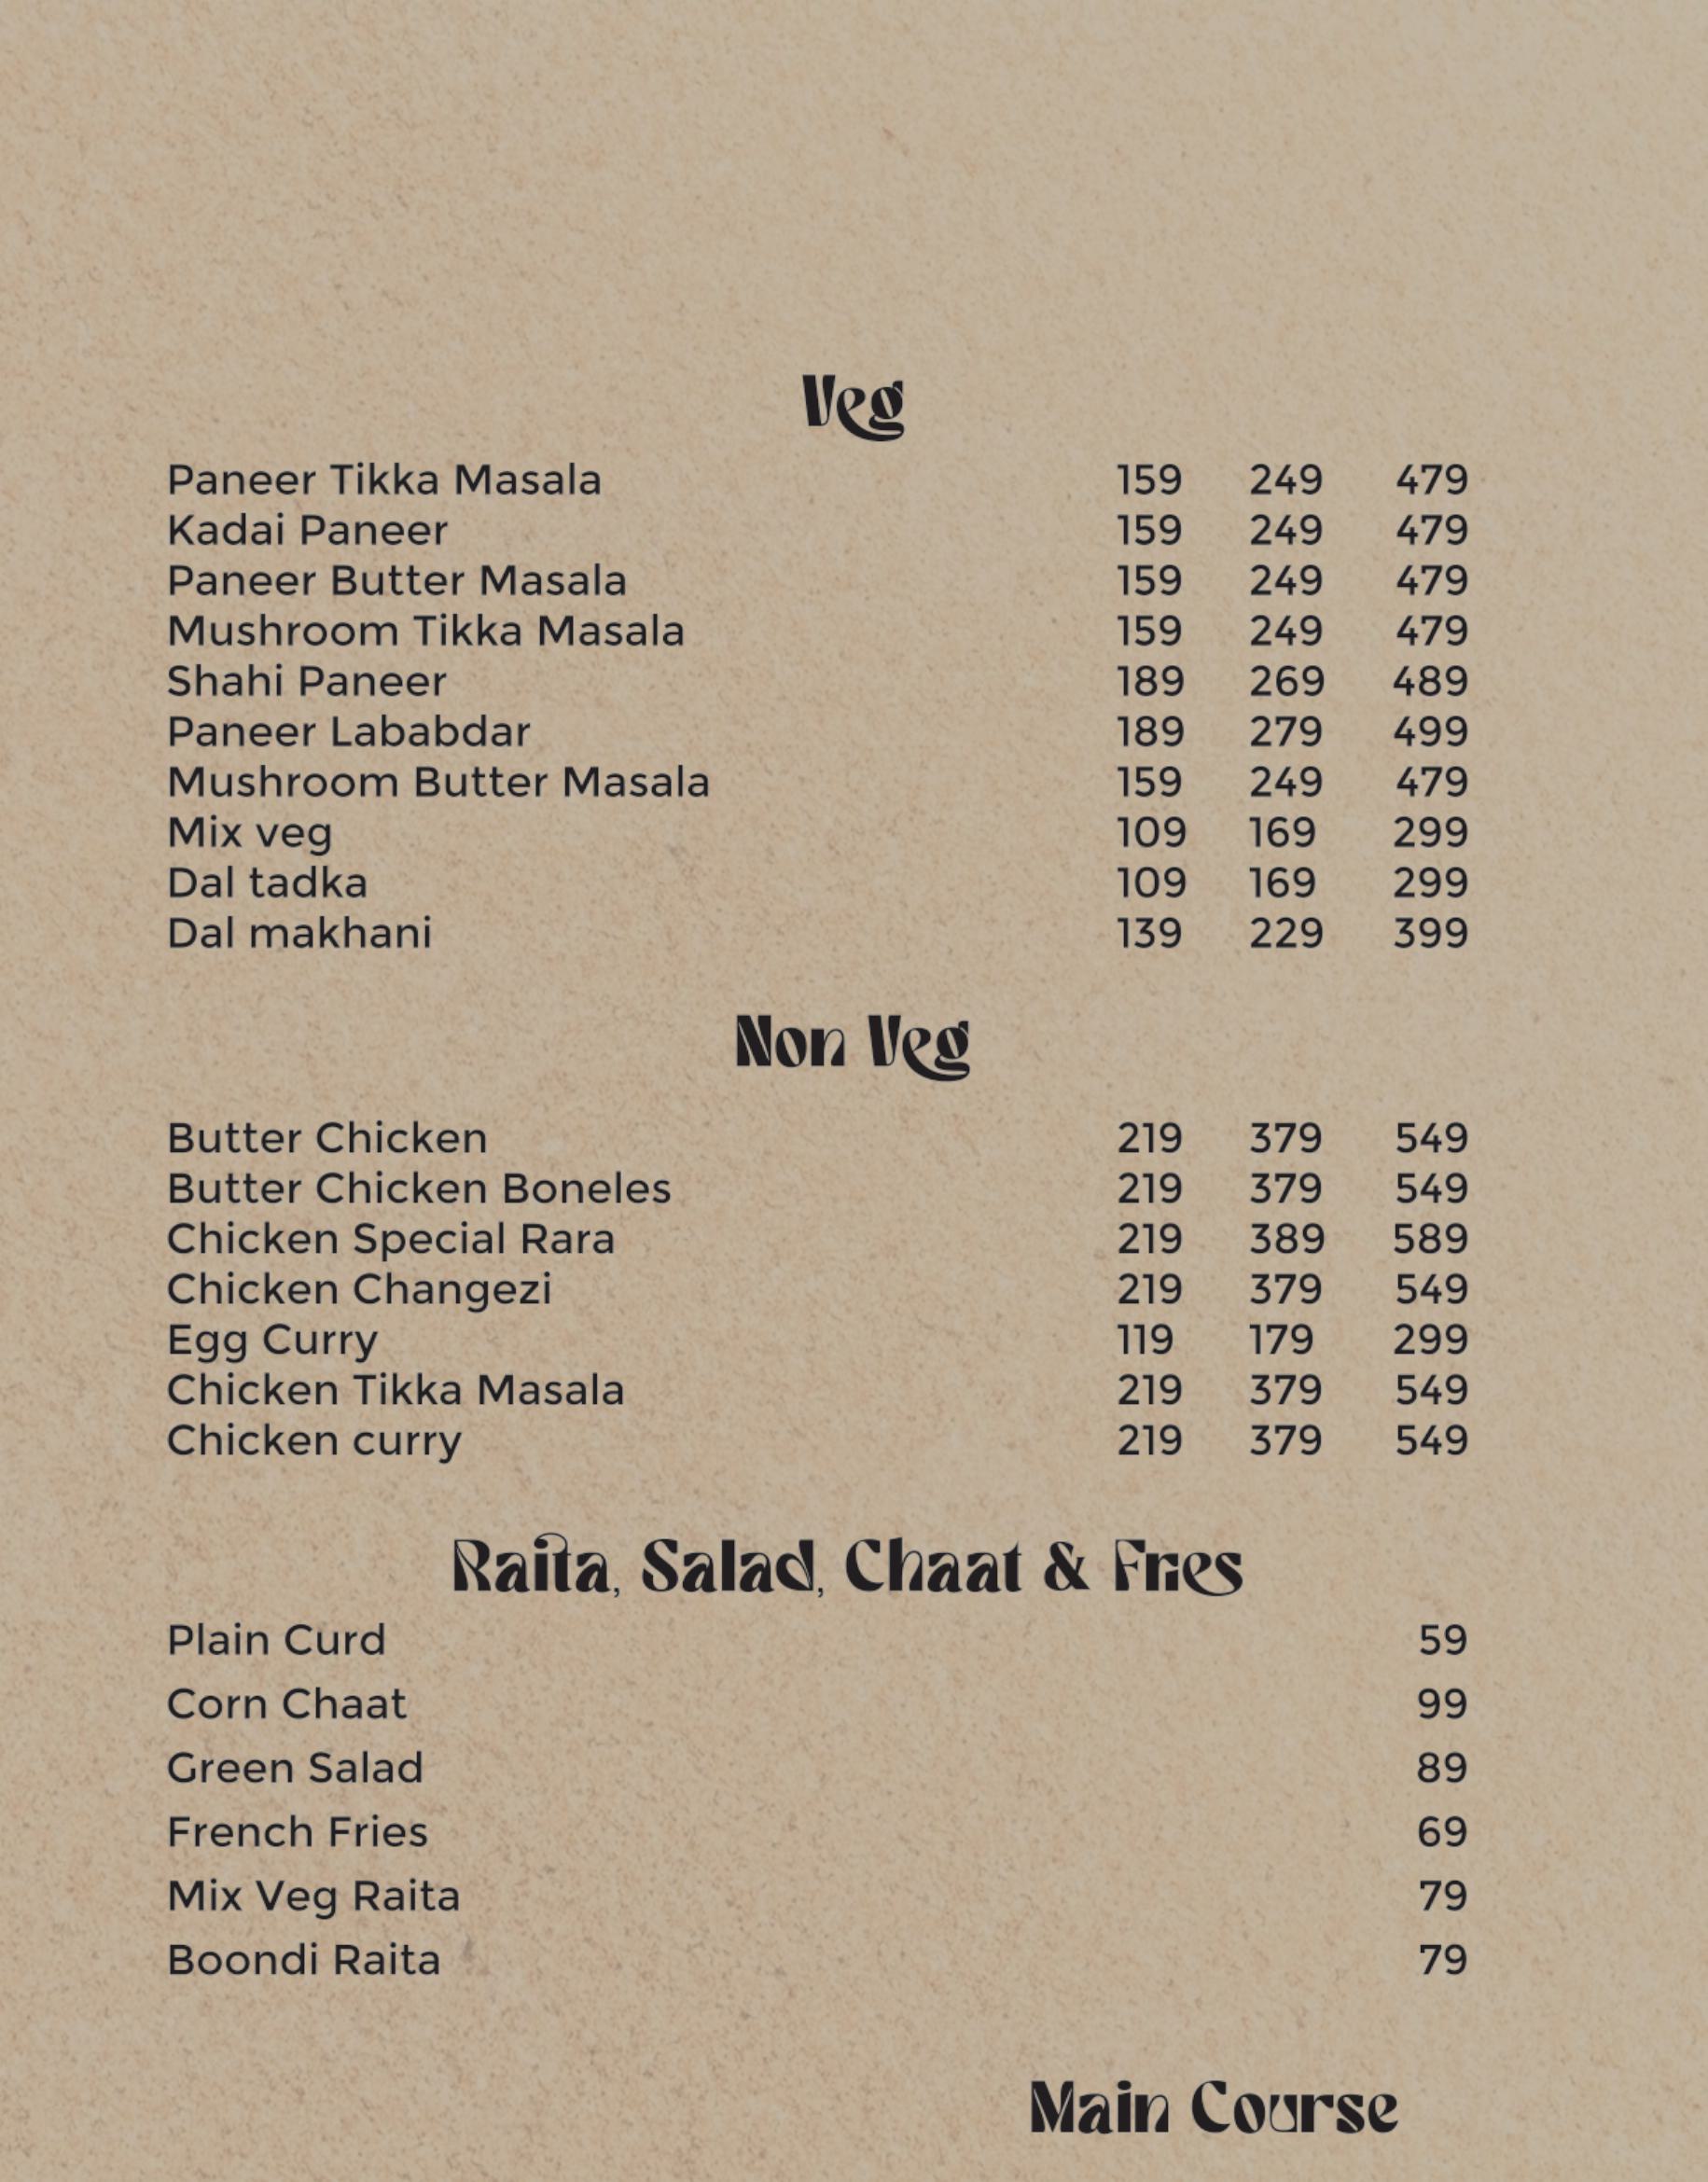 Veg
Paneer Tikka Masala 159 249 479
Kadai Paneer 159 249 479
Paneer Butter Masala 159 249 479
Mushroom Tikka Masala 159 249 479
Shahi Paneer 189 269 489
Paneer Lababdar 189 279 499
Mushroom Butter Masala 159 249 479
Mix veg 109 169 299
Dal tadka 109 169 299
Dal makhani 139 229 399
Non Veg
Butter Chicken 219 379 549
Butter Chicken Boneles 219 379 549
Chicken Special Rara 219 389 589
Chicken Changezi 219 379 549
Egg Curry 119 179 299
Chicken Tikka Masala 219 379 549
Chicken curry 219 379 549
Raita, Salad, Chaat & Fries
Plain Curd 59
Corn Chaat 99
Green Salad 89
French Fries 69
Mix Veg Raita 79
Boondi Raita 79
Main Course